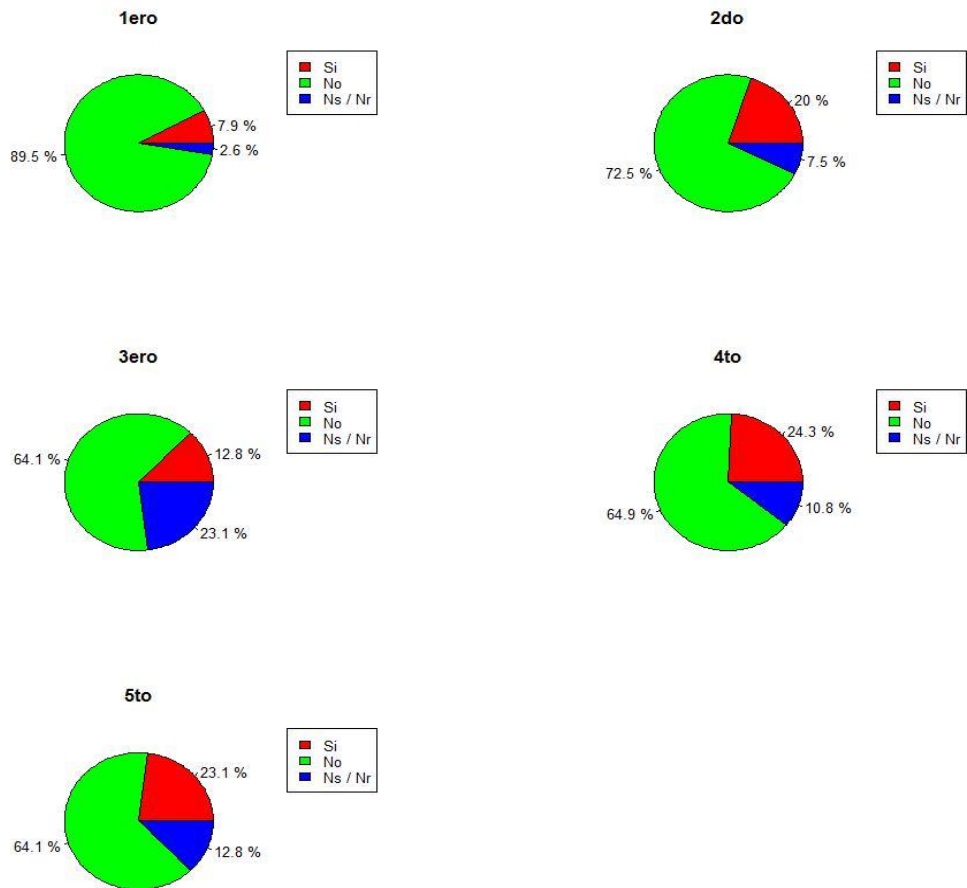 1ero
Si
No
Ns / Nr
7.9 %
89.5 %
2.6 %
2do
Si
No
Ns / Nr
20 %
72.5 %
7.5 %
3ero
Si
No
Ns / Nr
12.8 %
64.1 %
23.1 %
4to
Si
No
Ns / Nr
24.3 %
64.9 %
10.8 %
5to
Si
No
Ns / Nr
23.1 %
64.1 %
12.8 %